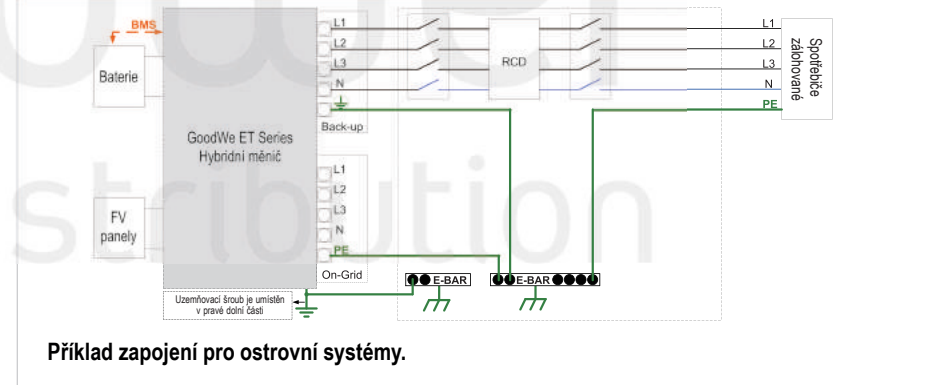 BMS
Baterie
FV
panely
GoodWe ET Series
Hybridní měnič
L1
L2
L3
N
Back-up
L1
L2
L3
N
PE
On-Grid
RCD
L1
L2
L3
N
PE
Spotřebiče
zálohované
E-BAR
E-BAR
Uzemňovací šroub je umístěn
v pravé dolní části
Příklad zapojení pro ostrovní systémy.
stribution